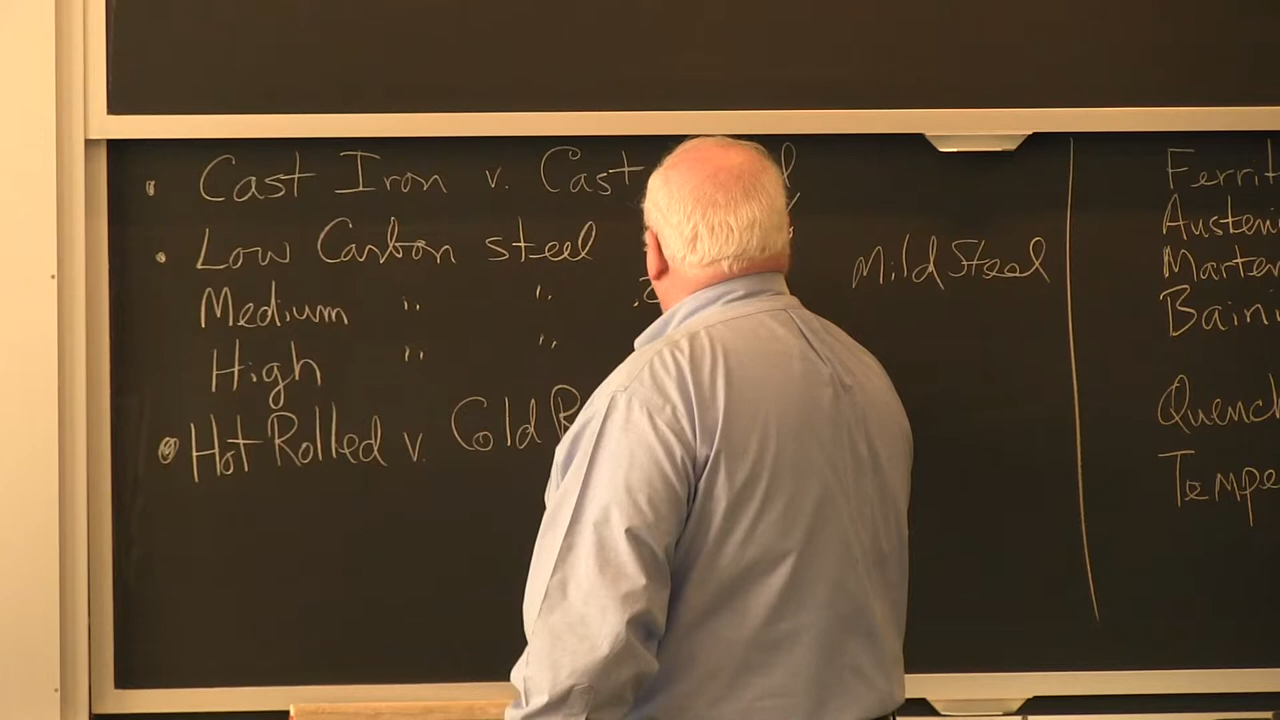 Cast Iron v. Cast
Low Carbon steel
Mild Steel
Medium " "
High " "
Hot Rolled v. Cold R
Ferrit
Austeni
Marten
Baini
Quench
Tempe